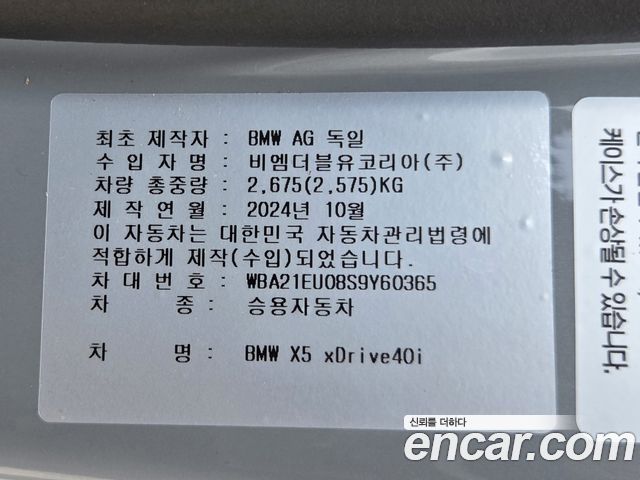 최초 제작자 : BMW AG 독일
수 입 자 명 : 비엠더블유코리아(주)
차량 총중량 : 2,675(2,575)KG
제 작 연 월 : 2024년 10월
이 자동차는 대한민국 자동차관리법령에
적합하게 제작(수입)되었습니다.
차 대 번 호 : WBA21EU08S9Y60365
차 종 : 승용자동차
차 명 : BMW X5 xDrive40i
케이스가 손상될 수 있습니다.
신뢰를 더하다
encar.com